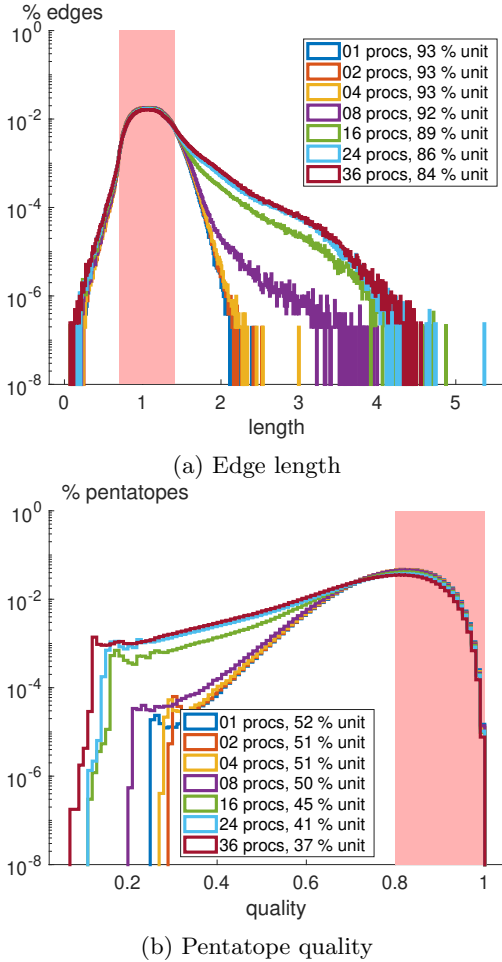 % edges
10^0
10^-2
10^-4
10^-6
10^-8
01 procs, 93 % unit
02 procs, 93 % unit
04 procs, 93 % unit
08 procs, 92 % unit
16 procs, 89 % unit
24 procs, 86 % unit
36 procs, 84 % unit
0 1 2 3 4 5
length
(a) Edge length
% pentatopes
10^0
10^-2
10^-4
10^-6
10^-8
01 procs, 52 % unit
02 procs, 51 % unit
04 procs, 51 % unit
08 procs, 50 % unit
16 procs, 45 % unit
24 procs, 41 % unit
36 procs, 37 % unit
0.2 0.4 0.6 0.8 1
quality
(b) Pentatope quality